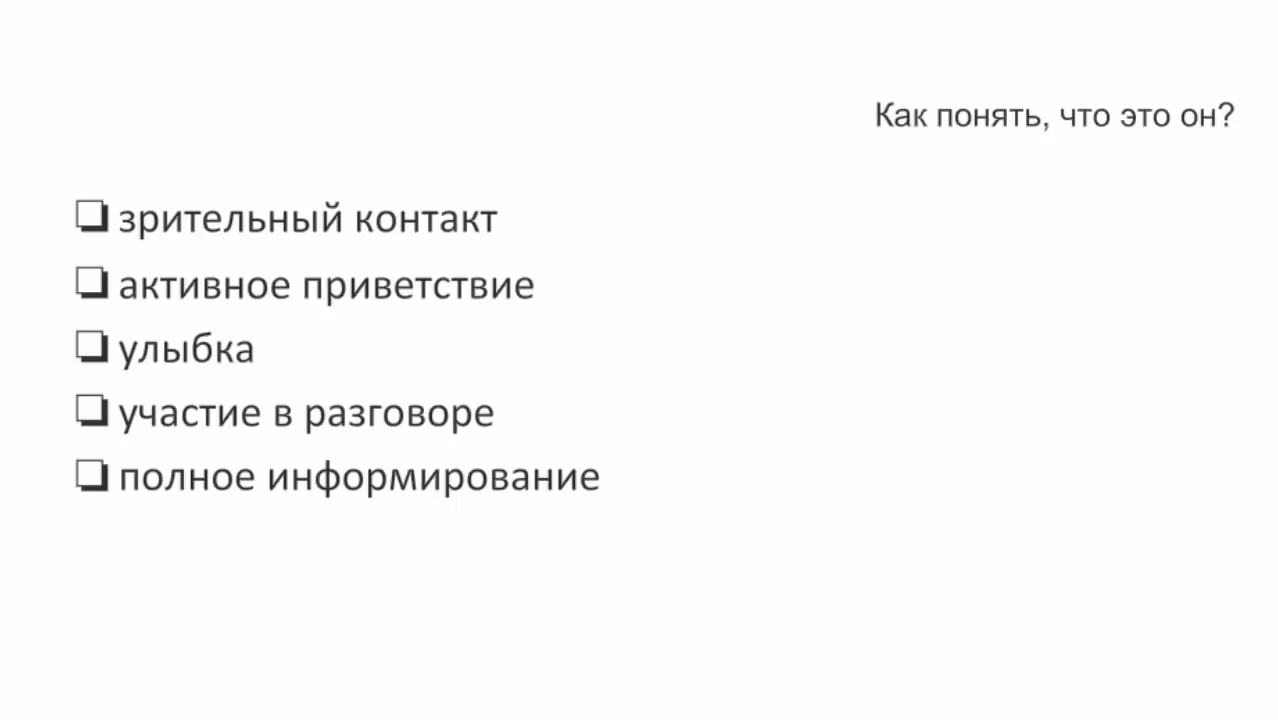 Как понять, что это он?
❏ зрительный контакт
❏ активное приветствие
❏ улыбка
❏ участие в разговоре
❏ полное информирование